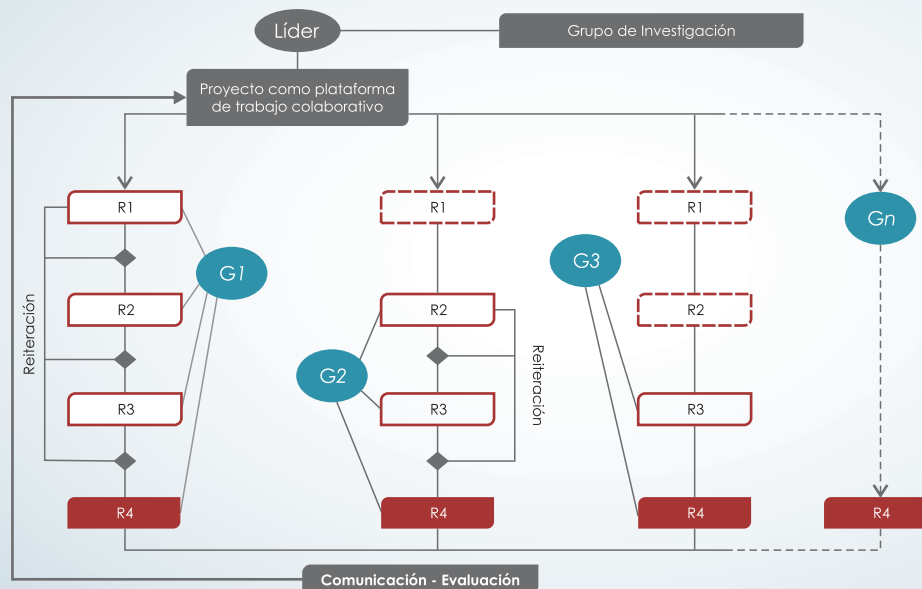 Líder
Grupo de Investigación
Proyecto como plataforma
de trabajo colaborativo
R1
R1
R1
Gn
G1
G3
Reiteración
R2
R2
R2
Reiteración
G2
R3
R3
R3
R4
R4
R4
R4
Comunicación - Evaluación